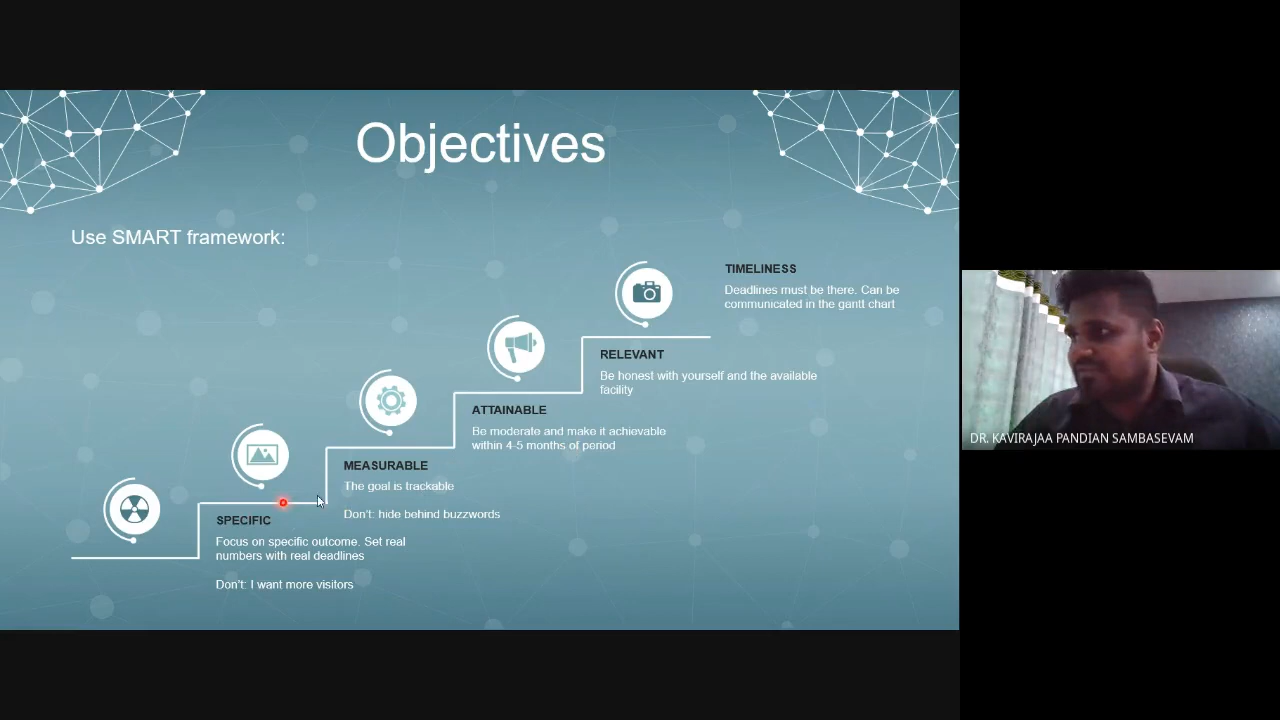 Objectives
Use SMART framework:
TIMELINESS
Deadlines must be there. Can be
communicated in the gantt chart
RELEVANT
Be honest with yourself and the available
facility
ATTAINABLE
Be moderate and make it achievable
within 4-5 months of period
MEASURABLE
The goal is trackable
Don't: hide behind buzzwords
SPECIFIC
Focus on specific outcome. Set real
numbers with real deadlines
Don't: I want more visitors
DR. KAVIRAJAA PANDIAN SAMBASEVAM